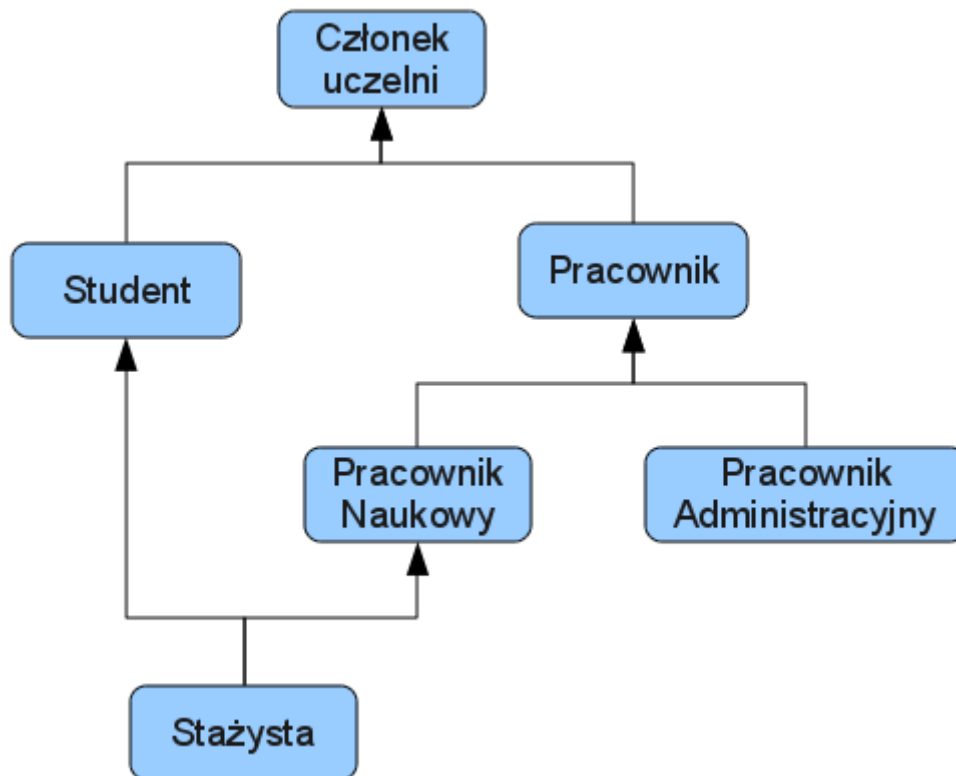 Członek
uczelni
Student
Pracownik
Pracownik
Naukowy
Pracownik
Administracyjny
Stażysta